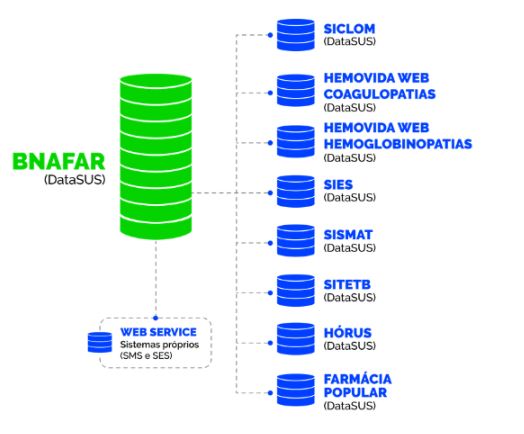 BNAFAR
(DataSUS)
SICLOM
(DataSUS)
HEMOVIDA WEB
COAGULOPATIAS
(DataSUS)
HEMOVIDA WEB
HEMOGLOBINOPATIAS
(DataSUS)
SIES
(DataSUS)
SISMAT
(DataSUS)
SITETB
(DataSUS)
HÓRUS
(DataSUS)
FARMÁCIA
POPULAR
(DataSUS)
WEB SERVICE
Sistemas próprios
(SMS e SES)